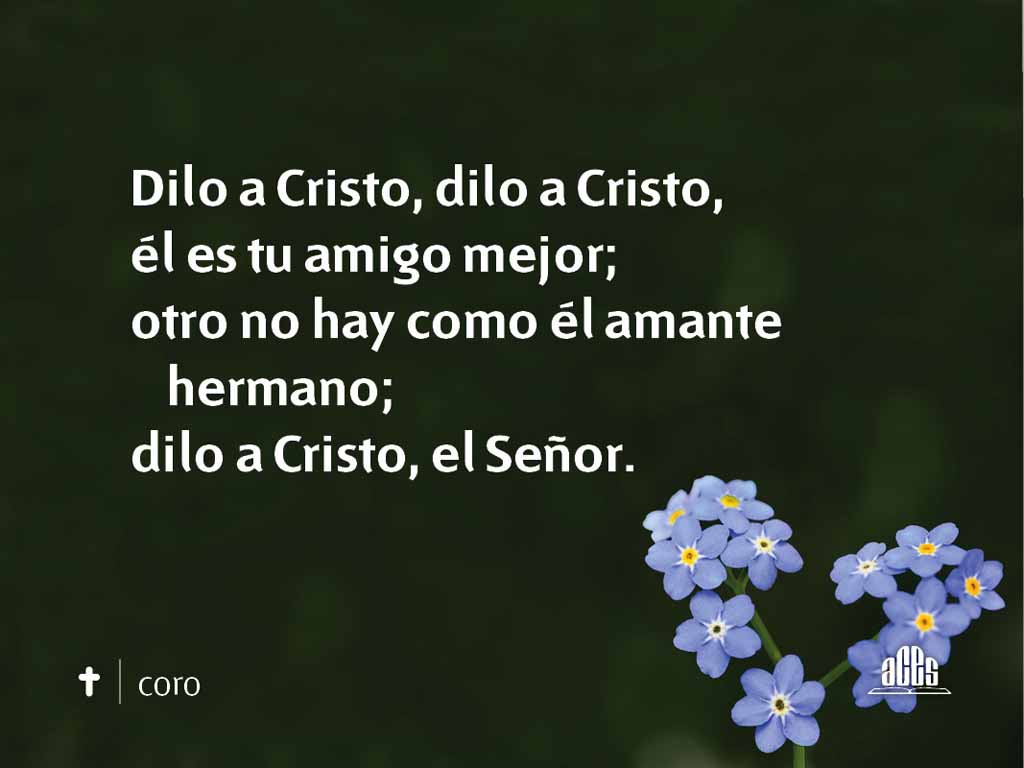 Dilo a Cristo, dilo a Cristo,
él es tu amigo mejor;
otro no hay como él amante
hermano;
dilo a Cristo, el Señor.
coro
aces